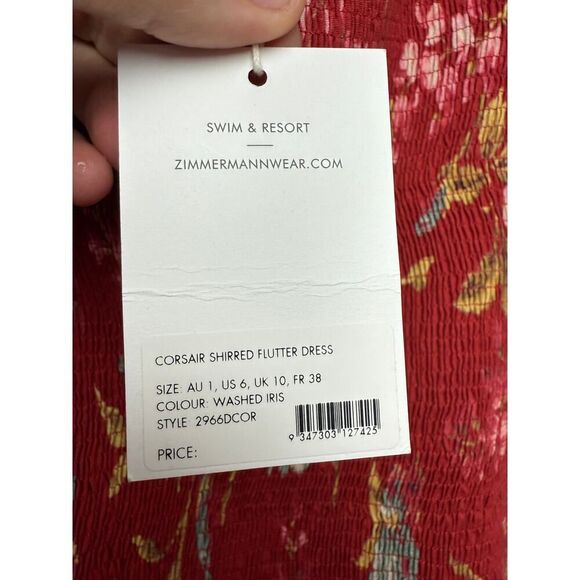 SWIM & RESORT
ZIMMERMANNWEAR.COM
CORSAIR SHIRRED FLUTTER DRESS
SIZE: AU 1, US 6, UK 10, FR 38
COLOUR: WASHED IRIS
STYLE: 2966DCOR
9 347303 127425
PRICE: